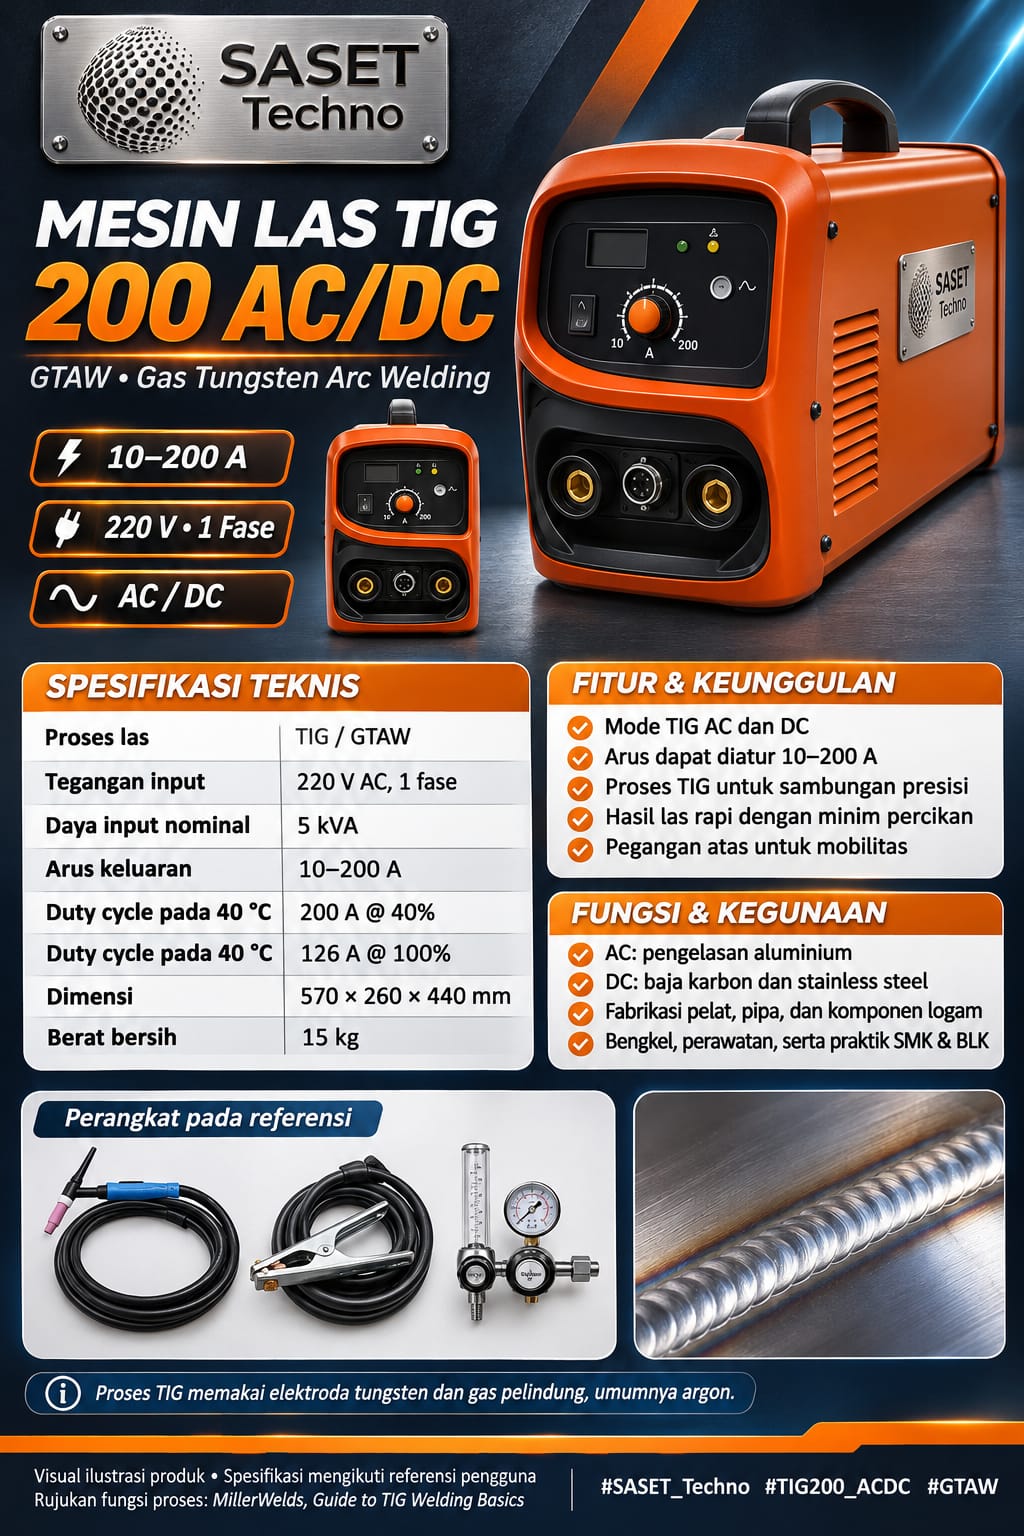 SASET
Techno
MESIN LAS TIG
200 AC/DC
GTAW • Gas Tungsten Arc Welding
10–200 A
220 V • 1 Fase
AC / DC
10 A 200
SASET
Techno
10 A 200
SPESIFIKASI TEKNIS
Proses las TIG / GTAW
Tegangan input 220 V AC, 1 fase
Daya input nominal 5 kVA
Arus keluaran 10–200 A
Duty cycle pada 40 °C 200 A @ 40%
Duty cycle pada 40 °C 126 A @ 100%
Dimensi 570 × 260 × 440 mm
Berat bersih 15 kg
FITUR & KEUNGGULAN
Mode TIG AC dan DC
Arus dapat diatur 10–200 A
Proses TIG untuk sambungan presisi
Hasil las rapi dengan minim percikan
Pegangan atas untuk mobilitas
FUNGSI & KEGUNAAN
AC: pengelasan aluminium
DC: baja karbon dan stainless steel
Fabrikasi pelat, pipa, dan komponen logam
Bengkel, perawatan, serta praktik SMK & BLK
Perangkat pada referensi
Proses TIG memakai elektroda tungsten dan gas pelindung, umumnya argon.
Visual ilustrasi produk • Spesifikasi mengikuti referensi pengguna
Rujukan fungsi proses: MillerWelds, Guide to TIG Welding Basics
#SASET_Techno #TIG200_ACDC #GTAW